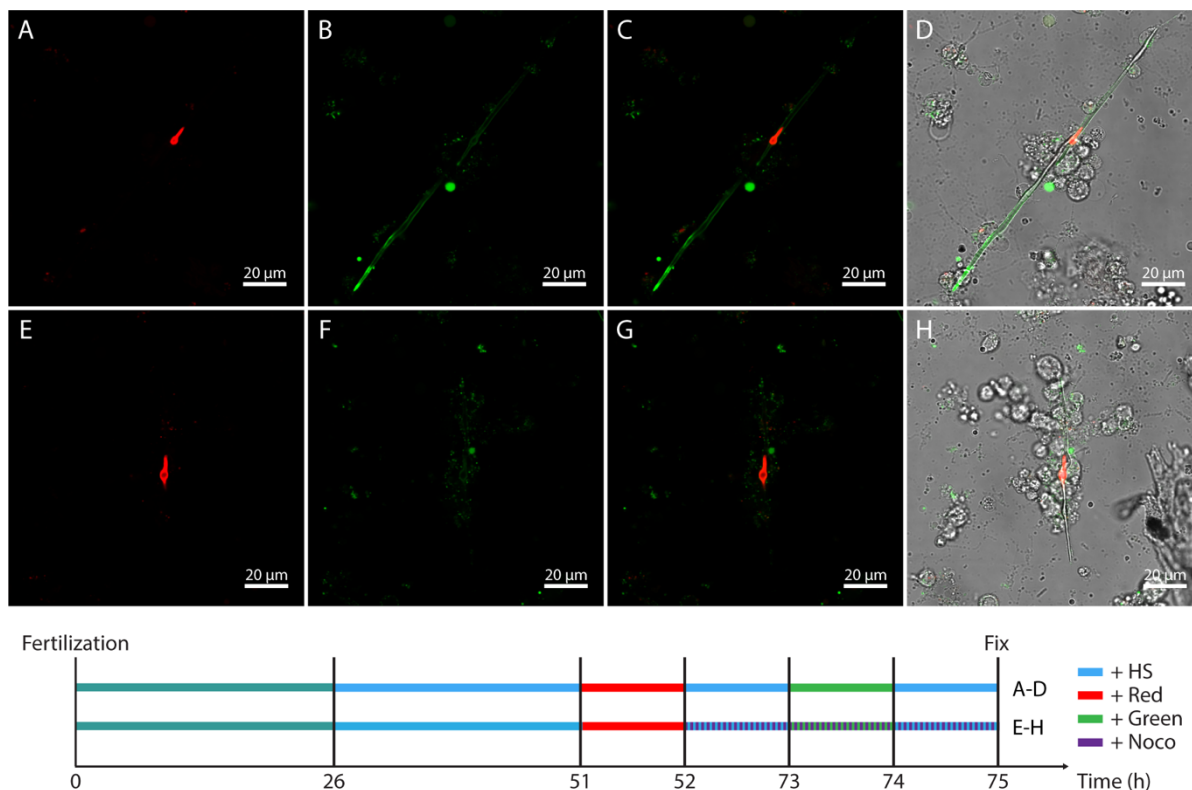 A B C D
20 µm 20 µm 20 µm 20 µm
E F G H
20 µm 20 µm 20 µm 20 µm
Fertilization Fix
A-D
E-H
+ HS
+ Red
+ Green
+ Noco
0 26 51 52 73 74 75 Time (h)